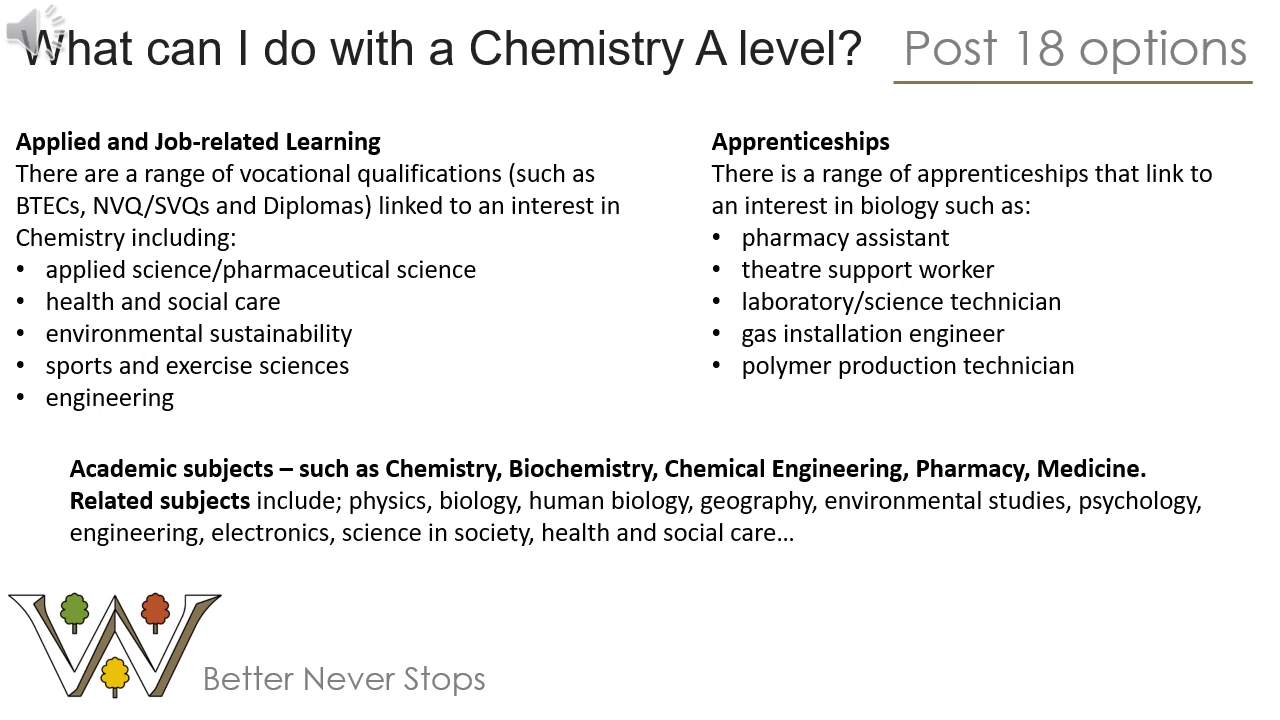 What can I do with a Chemistry A level?
Post 18 options
Applied and Job-related Learning
There are a range of vocational qualifications (such as
BTECs, NVQ/SVQs and Diplomas) linked to an interest in
Chemistry including:
• applied science/pharmaceutical science
• health and social care
• environmental sustainability
• sports and exercise sciences
• engineering
Apprenticeships
There is a range of apprenticeships that link to
an interest in biology such as:
• pharmacy assistant
• theatre support worker
• laboratory/science technician
• gas installation engineer
• polymer production technician
Academic subjects – such as Chemistry, Biochemistry, Chemical Engineering, Pharmacy, Medicine.
Related subjects include; physics, biology, human biology, geography, environmental studies, psychology,
engineering, electronics, science in society, health and social care…
W
Better Never Stops